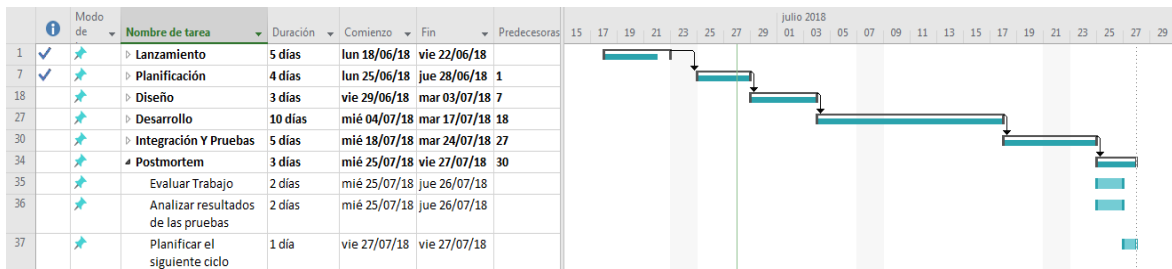 julio 2018
Modo de Nombre de tarea Duración Comienzo Fin Predecesoras 15 17 19 21 23 25 27 29 01 03 05 07 09 11 13 15 17 19 21 23 25 27 29
1 Lanzamiento 5 días lun 18/06/18 vie 22/06/18
7 Planificación 4 días lun 25/06/18 jue 28/06/18 1
18 Diseño 3 días vie 29/06/18 mar 03/07/18 7
27 Desarrollo 10 días mié 04/07/18 mar 17/07/18 18
30 Integración Y Pruebas 5 días mié 18/07/18 mar 24/07/18 27
34 Postmortem 3 días mié 25/07/18 vie 27/07/18 30
35 Evaluar Trabajo 2 días mié 25/07/18 jue 26/07/18
36 Analizar resultados 2 días mié 25/07/18 jue 26/07/18
de las pruebas
37 Planificar el 1 día vie 27/07/18 vie 27/07/18
siguiente ciclo